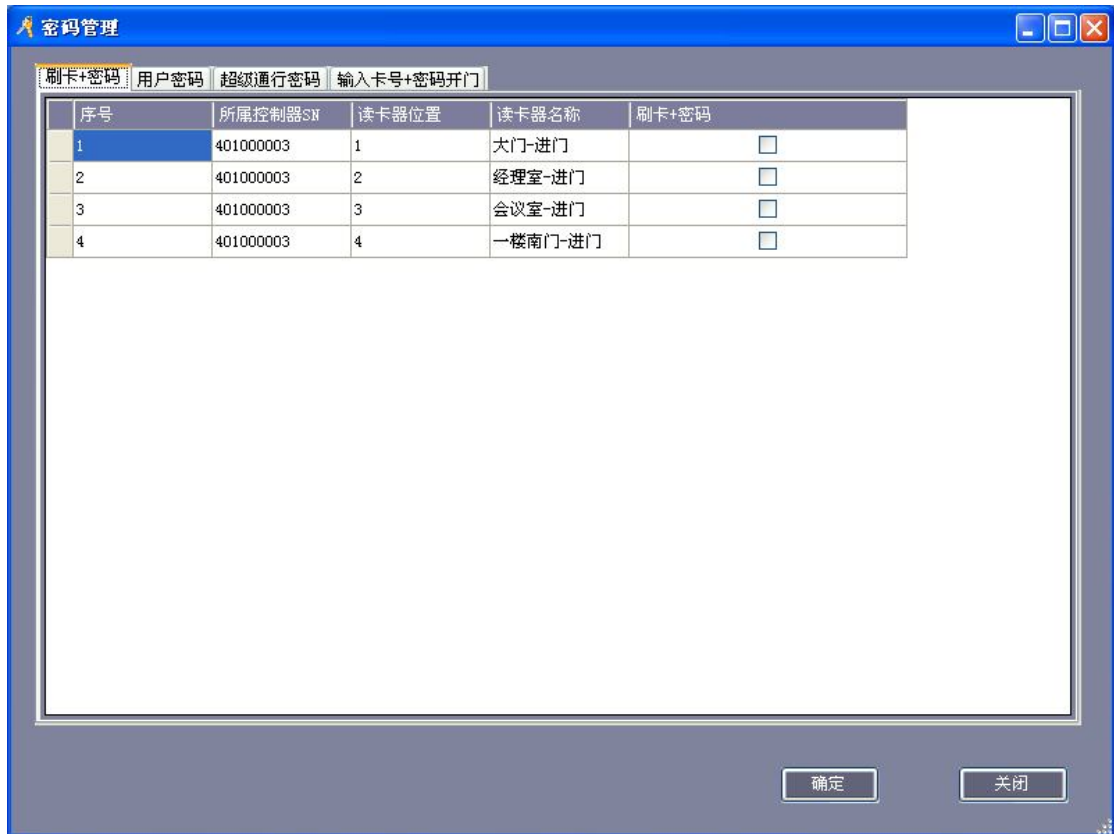 密码管理
刷卡+密码 用户密码 超级通行密码 输入卡号+密码开门
序号 所属控制器SN 读卡器位置 读卡器名称 刷卡+密码
1 401000003 1 大门-进门
2 401000003 2 经理室-进门
3 401000003 3 会议室-进门
4 401000003 4 一楼南门-进门
确定 关闭